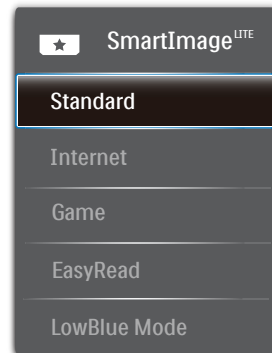 SmartImage LITE
Standard
Internet
Game
EasyRead
LowBlue Mode